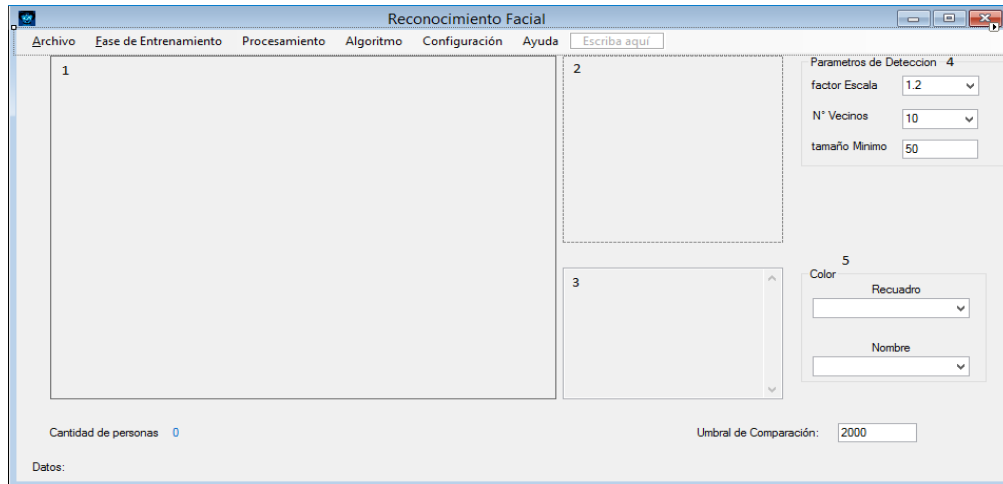 Reconocimiento Facial
Archivo Fase de Entrenamiento Procesamiento Algoritmo Configuración Ayuda Escriba aquí
1
2
Parametros de Deteccion 4
factor Escala 1.2
N° Vecinos 10
tamaño Minimo 50
3
5
Color
Recuadro
Nombre
Cantidad de personas 0
Umbral de Comparación: 2000
Datos: